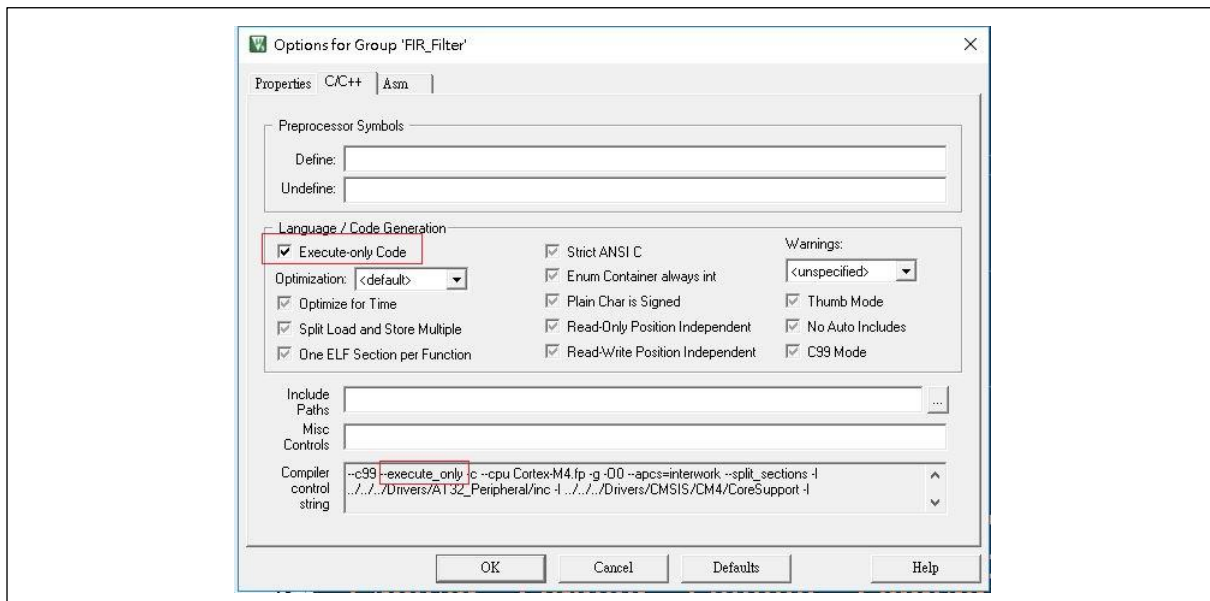 Options for Group 'FIR_Filter'
Properties C/C++ Asm
Preprocessor Symbols
Define:
Undefine:
Language / Code Generation
Execute-only Code
Strict ANSI C
Warnings:
Optimization: <default>
Enum Container always int
<unspecified>
Optimize for Time
Plain Char is Signed
Thumb Mode
Split Load and Store Multiple
Read-Only Position Independent
No Auto Includes
One ELF Section per Function
Read-Write Position Independent
C99 Mode
Include
Paths
...
Misc
Controls
Compiler
control
string
--c99 --execute_only -c --cpu Cortex-M4.fp -g -O0 --apcs=interwork --split_sections -I
../../../Drivers/AT32_Peripheral/inc -I ../../../Drivers/CMSIS/CM4/CoreSupport -I
OK Cancel Defaults Help